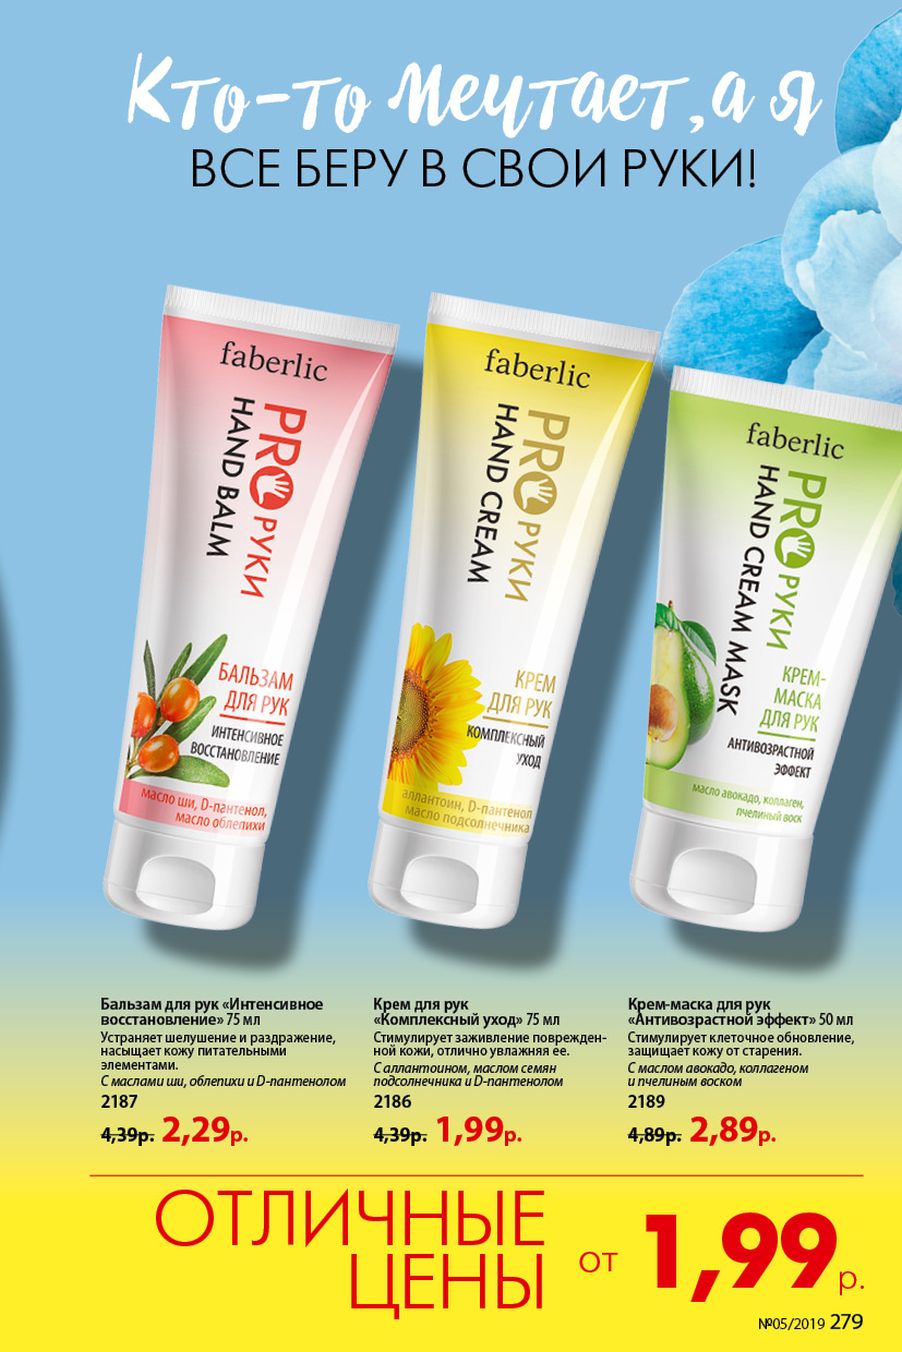 Кто-то мечтает, а я
ВСЕ БЕРУ В СВОИ РУКИ!
faberlic
PRO РУКИ
HAND BALM
БАЛЬЗАМ
ДЛЯ РУК
ИНТЕНСИВНОЕ
ВОССТАНОВЛЕНИЕ
масло ши, D-пантенол,
масло облепихи
faberlic
PRO РУКИ
HAND CREAM
КРЕМ
ДЛЯ РУК
КОМПЛЕКСНЫЙ
УХОД
аллантоин, D-пантенол
масло подсолнечника
faberlic
PRO РУКИ
HAND CREAM MASK
КРЕМ-
МАСКА
ДЛЯ РУК
АНТИВОЗРАСТНОЙ
ЭФФЕКТ
масло авокадо, коллаген,
пчелиный воск
Бальзам для рук «Интенсивное
восстановление» 75 мл
Устраняет шелушение и раздражение,
насыщает кожу питательными
элементами.
С маслами ши, облепихи и D-пантенолом
2187
4,39р. 2,29р.
Крем для рук
«Комплексный уход» 75 мл
Стимулирует заживление поврежден-
ной кожи, отлично увлажняя ее.
С аллантоином, маслом семян
подсолнечника и D-пантенолом
2186
4,39р. 1,99р.
Крем-маска для рук
«Антивозрастной эффект» 50 мл
Стимулирует клеточное обновление,
защищает кожу от старения.
С маслом авокадо, коллагеном
и пчелиным воском
2189
4,89р. 2,89р.
ОТЛИЧНЫЕ
ЦЕНЫ
от 1,99 р.
№05/2019 279